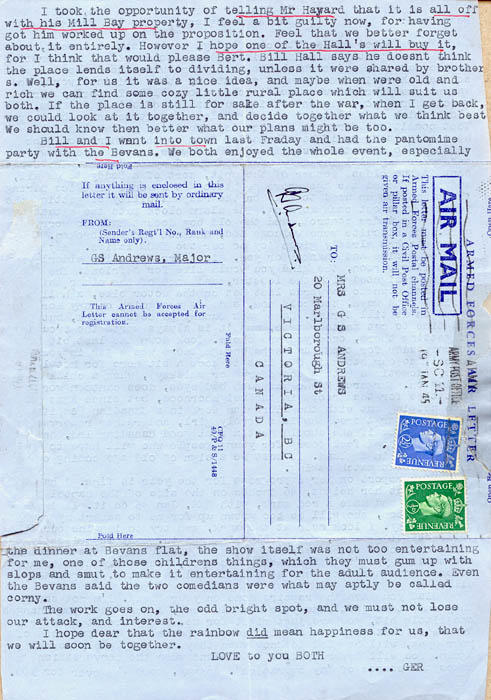 I took the opportunity of telling Mr Hayard that it is all off
with his Mill Bay property, I feel a bit guilty now, for having
got him worked up on the proposition. Feel that we better forget
about it entirely. However I hope one of the Hall's will buy it,
for I think that would please Bert. Bill Hall says he doesnt think
the place lends itself to dividing, unless it were shared by brother
s. Well, for us it was a nice idea, and maybe when were old and
rich we can find some cozy little rural place which will suit us
both. If the place is still for sale after the war, when I get back,
we could look at it together, and decide together what we think best
We should know then better what our plans might be too.
Bill and I want into town last Fraday and had the pantomime
party with the Bevans. We both enjoyed the whole event, especially
Fold Here
If anything is enclosed in this
letter it will be sent by ordinary
mail.
FROM:
(Sender's Regt'l No., Rank and
Name only).
GS Andrews, Major
This Armed Forces Air
Letter cannot be accepted for
registration.
Fold Here
CFQ 11
40/P & S/1448
TO:
MRS G S ANDREWS
20 Marlborough St
VICTORIA, BC
CANADA
This letter must be posted in
Armed Forces Postal channels.
If posted in a Civil Post Office
or pillar box, it will not be
given air transmission.
AIR MAIL
ARMED FORCES AIR LETTER
ARMY POST OFFICE
SC 11
JAN 45
POSTAGE
2½
REVENUE
POSTAGE
REVENUE
Fold Here
the dinner at Bevans flat, the show itself was not too entertaining
for me, one of those childrens things, which they must gum up with
slops and smut to make it entertaining for the adult audience. Even
the Bevans said the two comedians were what may aptly be called
corny.
The work goes on, the odd bright spot, and we must not lose
our attack, and interest.
I hope dear that the rainbow did mean happiness for us, that
we will soon be together.
LOVE to you BOTH
.... GER